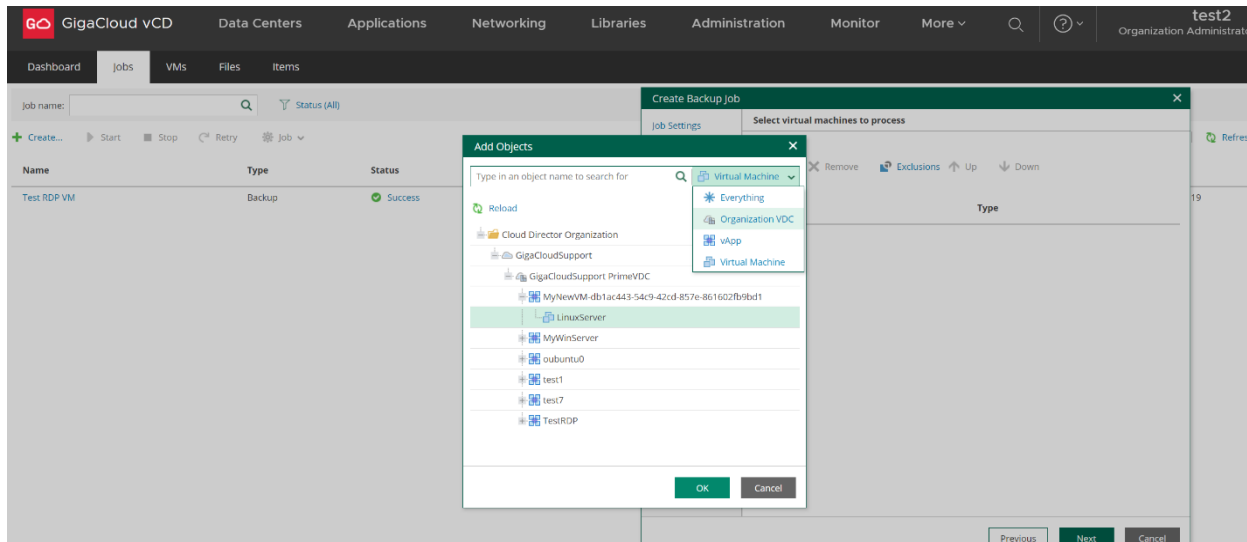 GigaCloud vCD Data Centers Applications Networking Libraries Administration Monitor More test2
Organization Administrato
Dashboard Jobs VMs Files Items
Job name: Status (All)
Create Backup Job
Job Settings Select virtual machines to process
Create... Start Stop Retry Job Refres
Remove Exclusions Up Down
Name Type Status
Type
Test RDP VM Backup Success 19
Add Objects
Type in an object name to search for Virtual Machine
Everything
Organization VDC
vApp
Virtual Machine
Reload
Cloud Director Organization
GigaCloudSupport
GigaCloudSupport PrimeVDC
MyNewVM-db1ac443-54c9-42cd-857e-861602fb9bd1
LinuxServer
MyWinServer
oubuntu0
test1
test7
TestRDP
OK Cancel
Previous Next Cancel